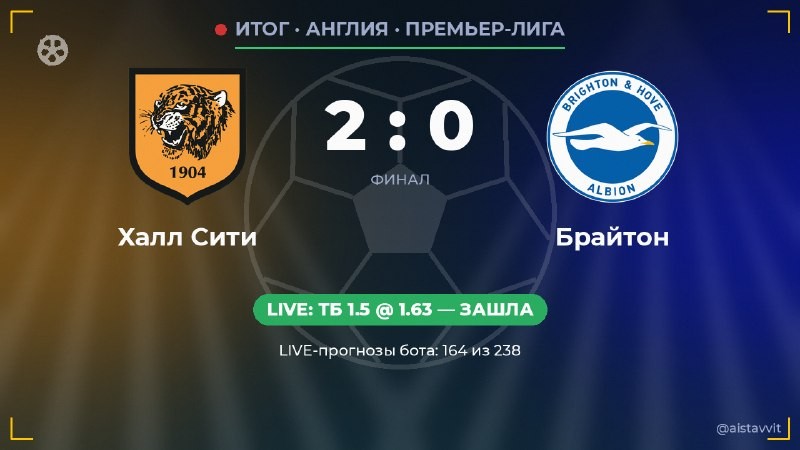 ИТОГ · АНГЛИЯ · ПРЕМЬЕР-ЛИГА
1904
2 : 0
ФИНАЛ
BRIGHTON & HOVE
ALBION
Халл Сити
Брайтон
LIVE: ТБ 1.5 @ 1.63 — ЗАШЛА
LIVE-прогнозы бота: 164 из 238
@aistavvit